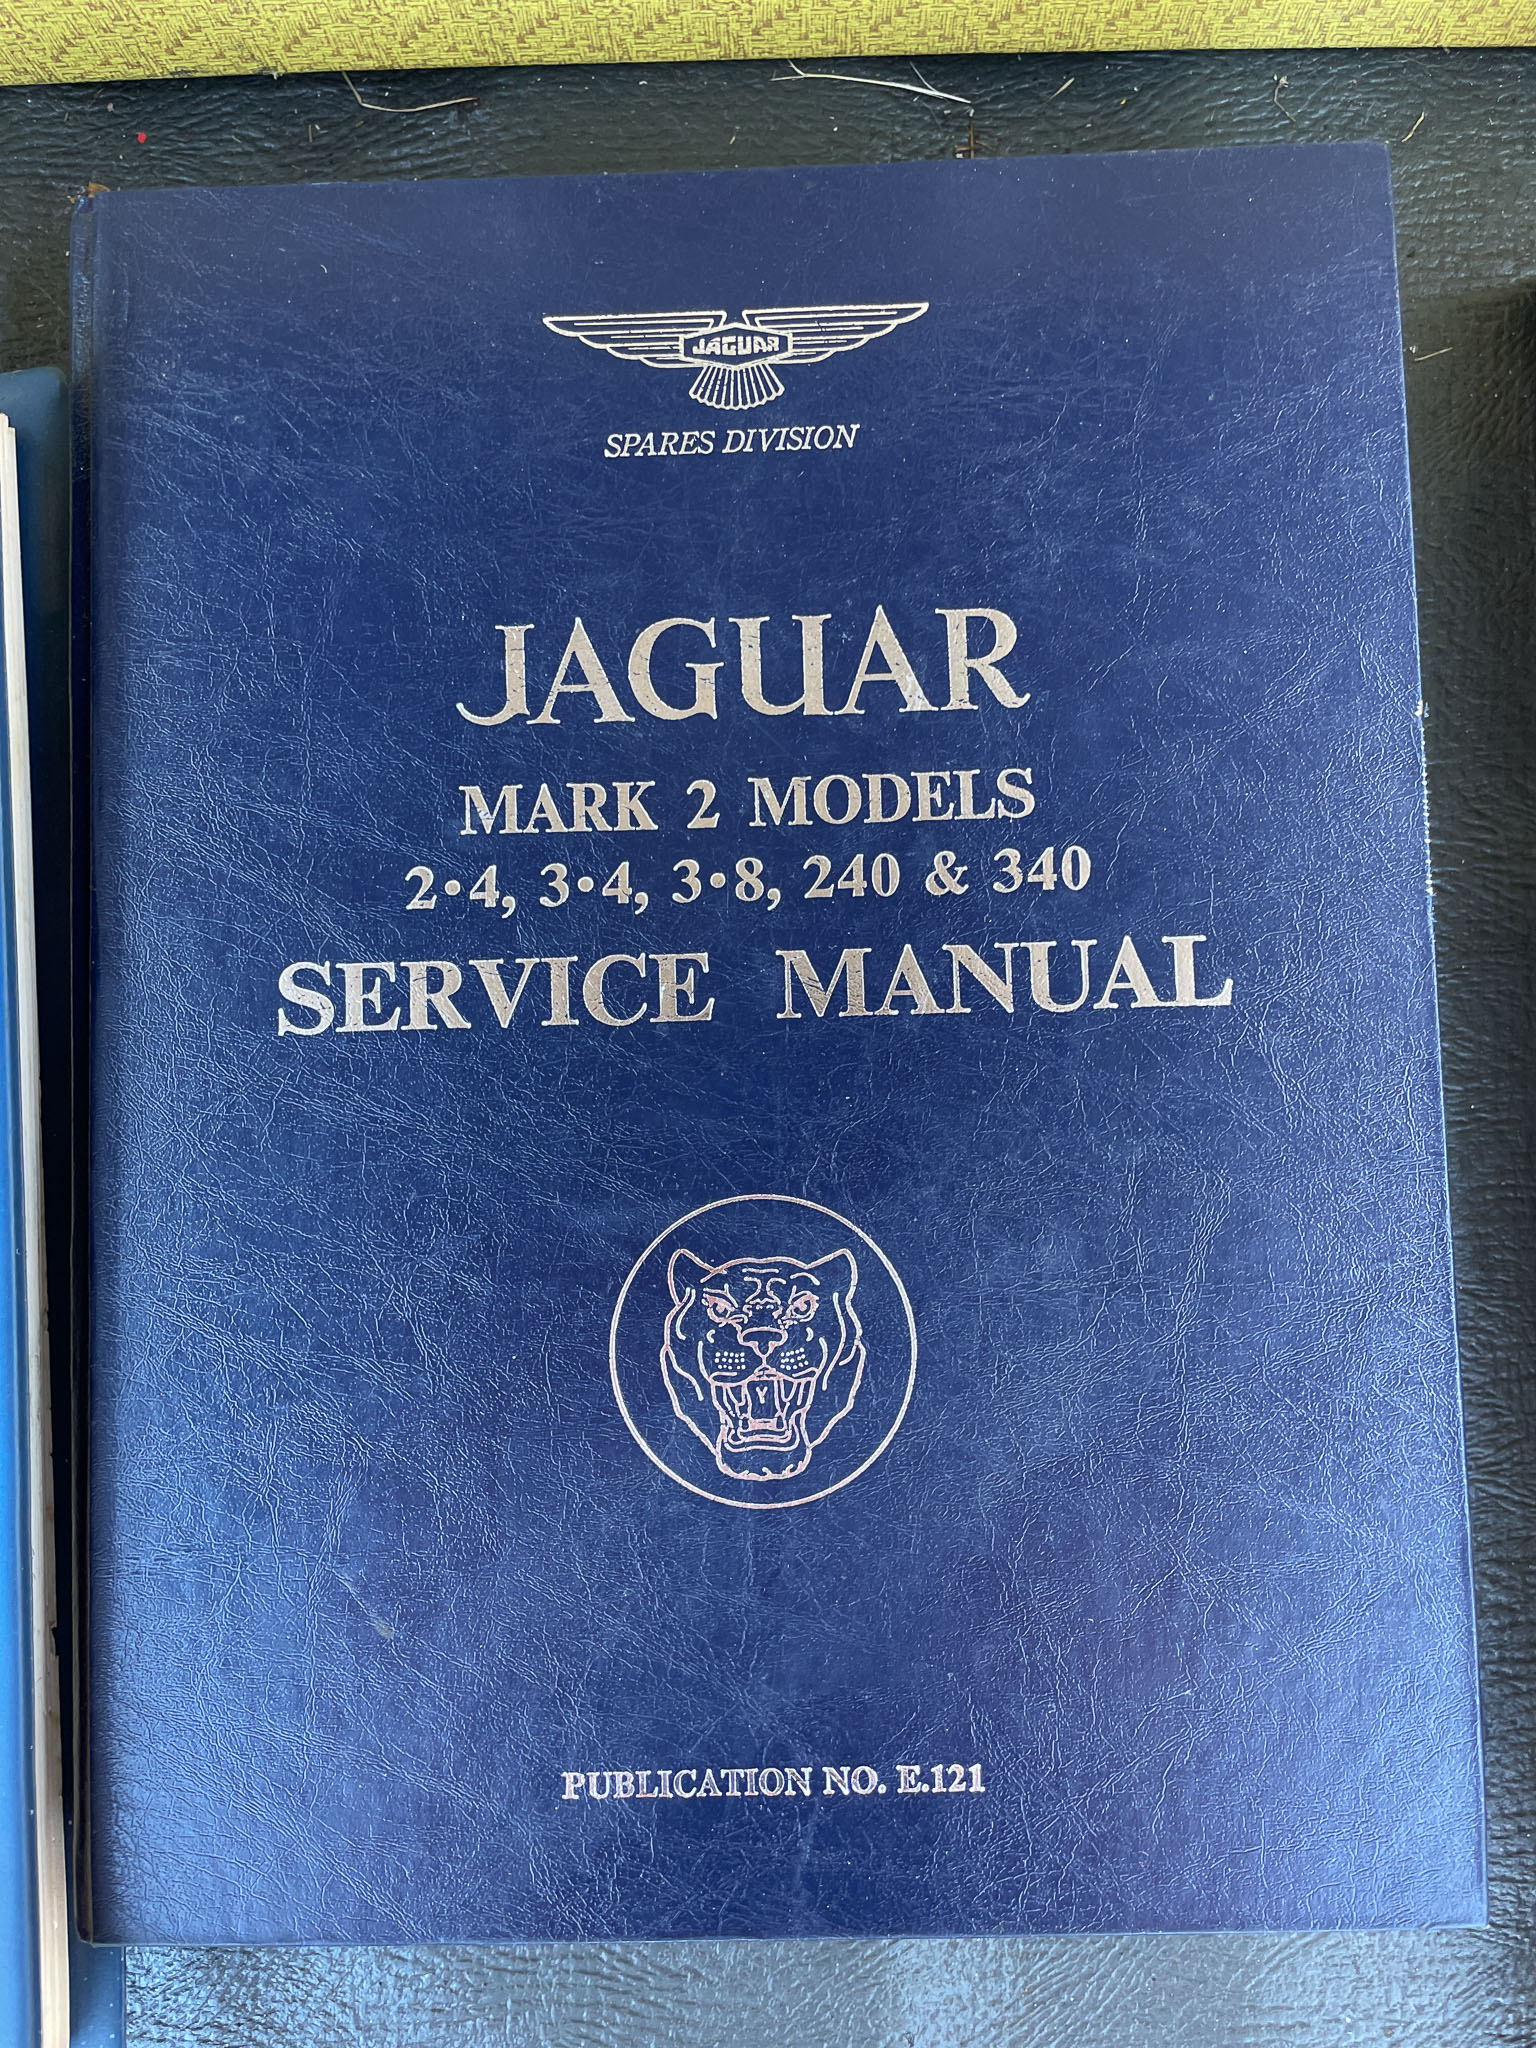 JAGUAR
SPARES DIVISION
JAGUAR
MARK 2 MODELS
2·4, 3·4, 3·8, 240 & 340
SERVICE MANUAL
PUBLICATION NO. E.121